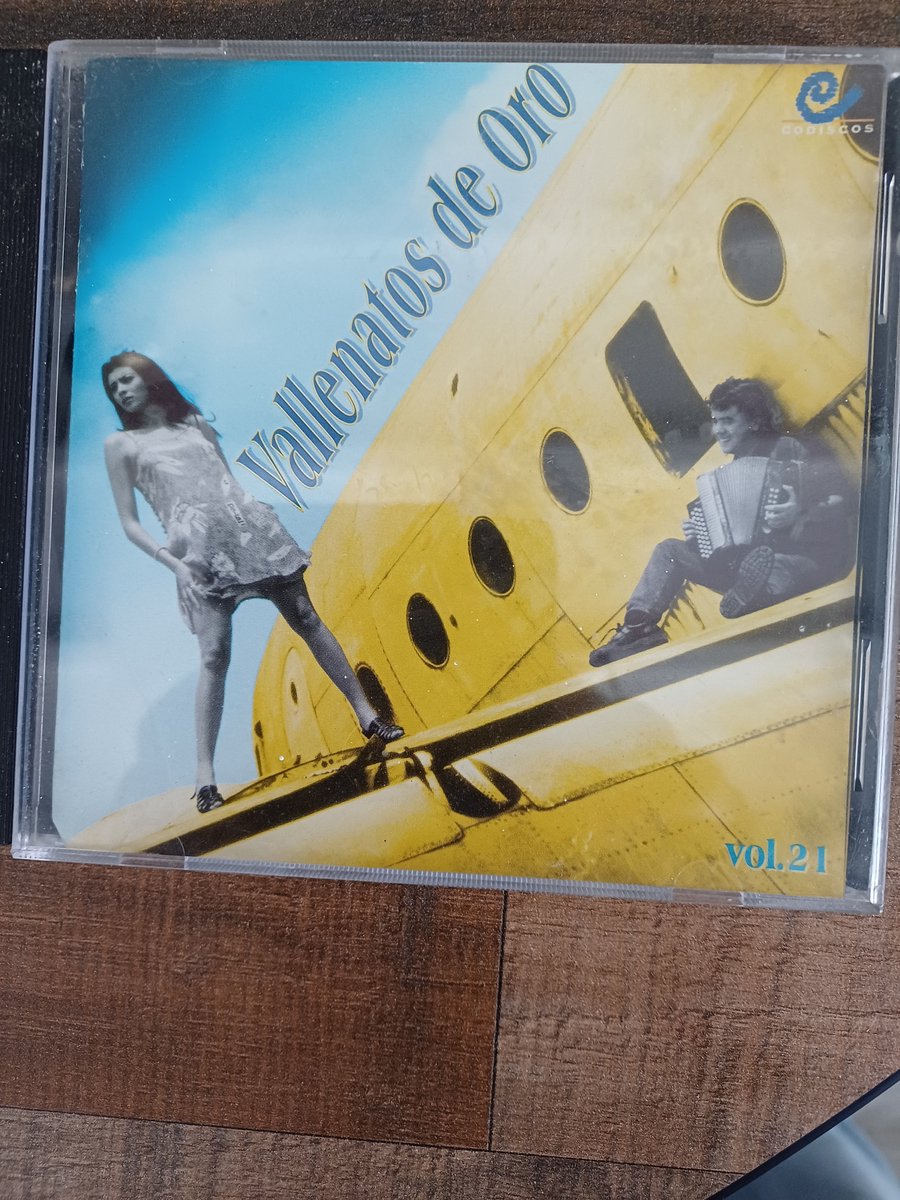 CODISCOS
Vallenatos de Oro
vol.21